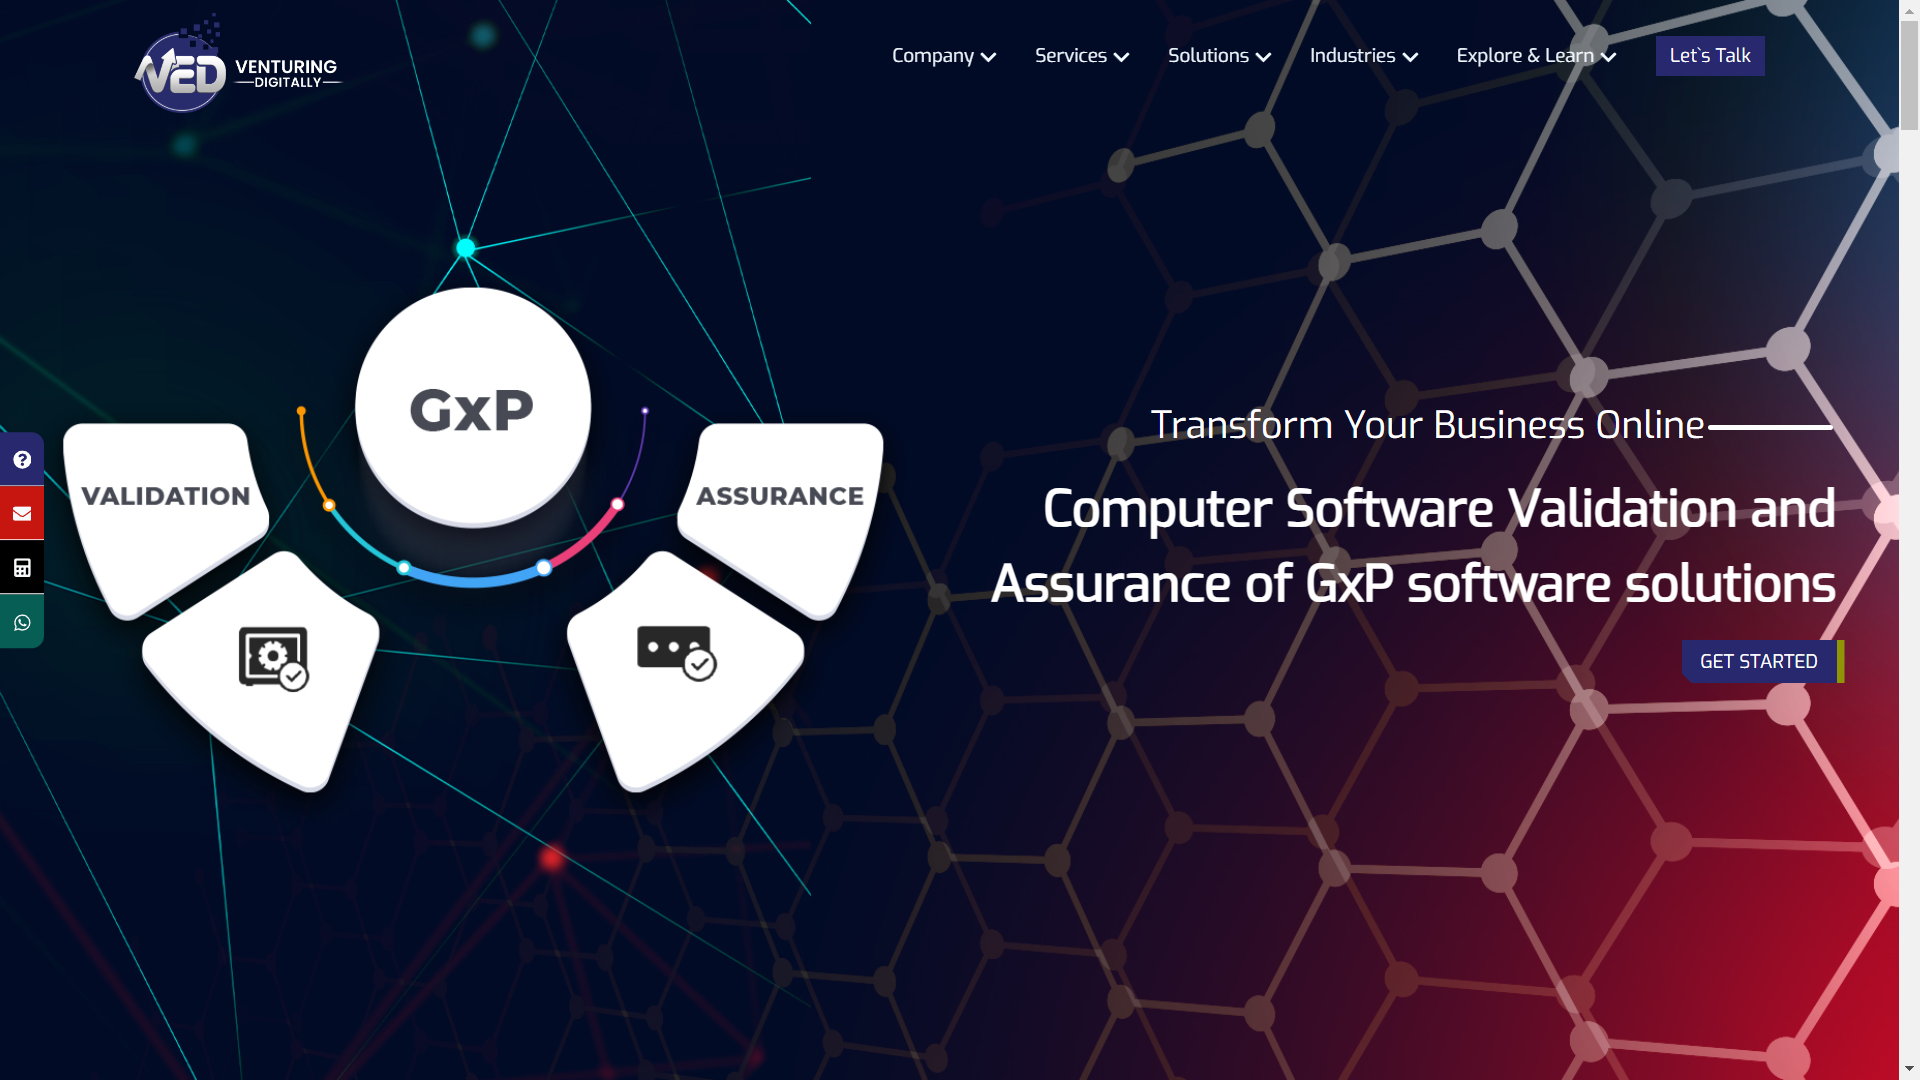 VED
VENTURING
DIGITALLY
Company
Services
Solutions
Industries
Explore & Learn
Let`s Talk
GxP
VALIDATION
ASSURANCE
Transform Your Business Online
Computer Software Validation and
Assurance of GxP software solutions
GET STARTED